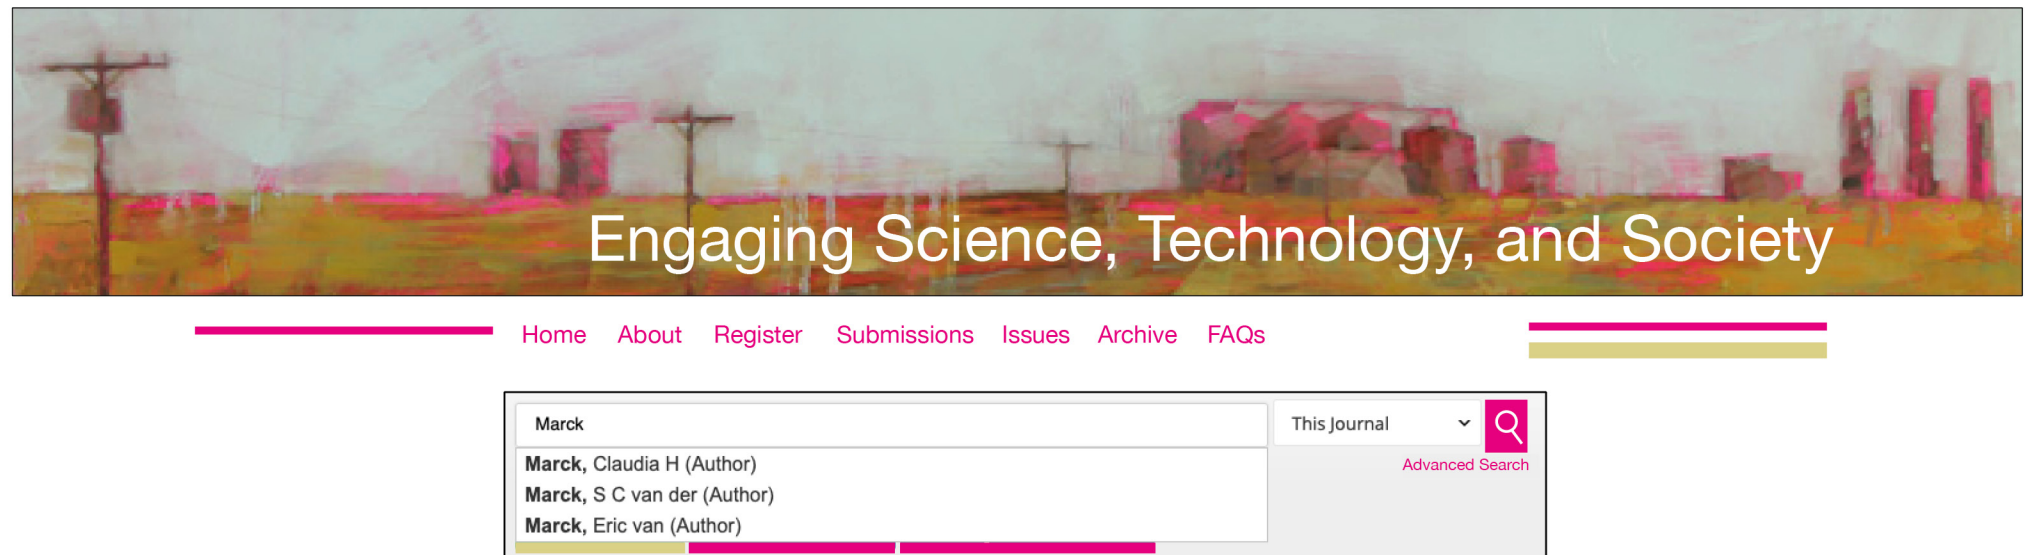 Engaging Science, Technology, and Society
Home About Register Submissions Issues Archive FAQs
Marck This Journal
Advanced Search
Marck, Claudia H (Author)
Marck, S C van der (Author)
Marck, Eric van (Author)